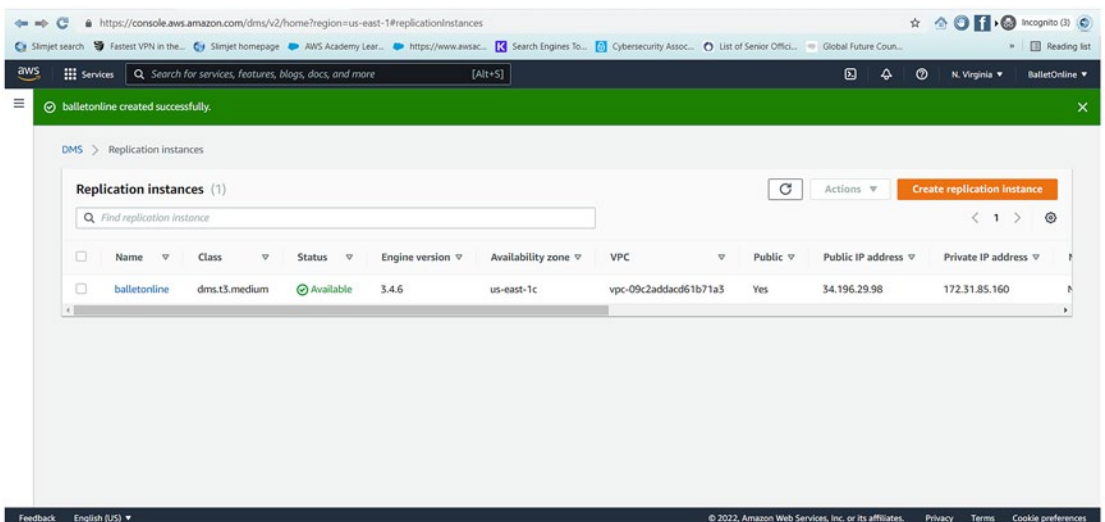 https://console.aws.amazon.com/dms/v2/home?region=us-east-1#replicationInstances Incognito (3)
Slimjet search Fastest VPN in the... Slimjet homepage AWS Academy Lear... https://www.awsac... Search Engines To... Cybersecurity Assoc... List of Senior Offici... Global Future Coun... » Reading list
aws Services Search for services, features, blogs, docs, and more [Alt+S] N. Virginia ▼ BalletOnline ▼
balletonline created successfully.
DMS > Replication instances
Replication instances (1) Actions Create replication instance
Find replication instance < 1 >
Name Class Status Engine version Availability zone VPC Public Public IP address Private IP address
balletonline dms.t3.medium Available 3.4.6 us-east-1c vpc-09c2addacd61b71a3 Yes 34.196.29.98 172.31.85.160
Feedback English (US) ▼ © 2022, Amazon Web Services, Inc. or its affiliates. Privacy Terms Cookie preferences